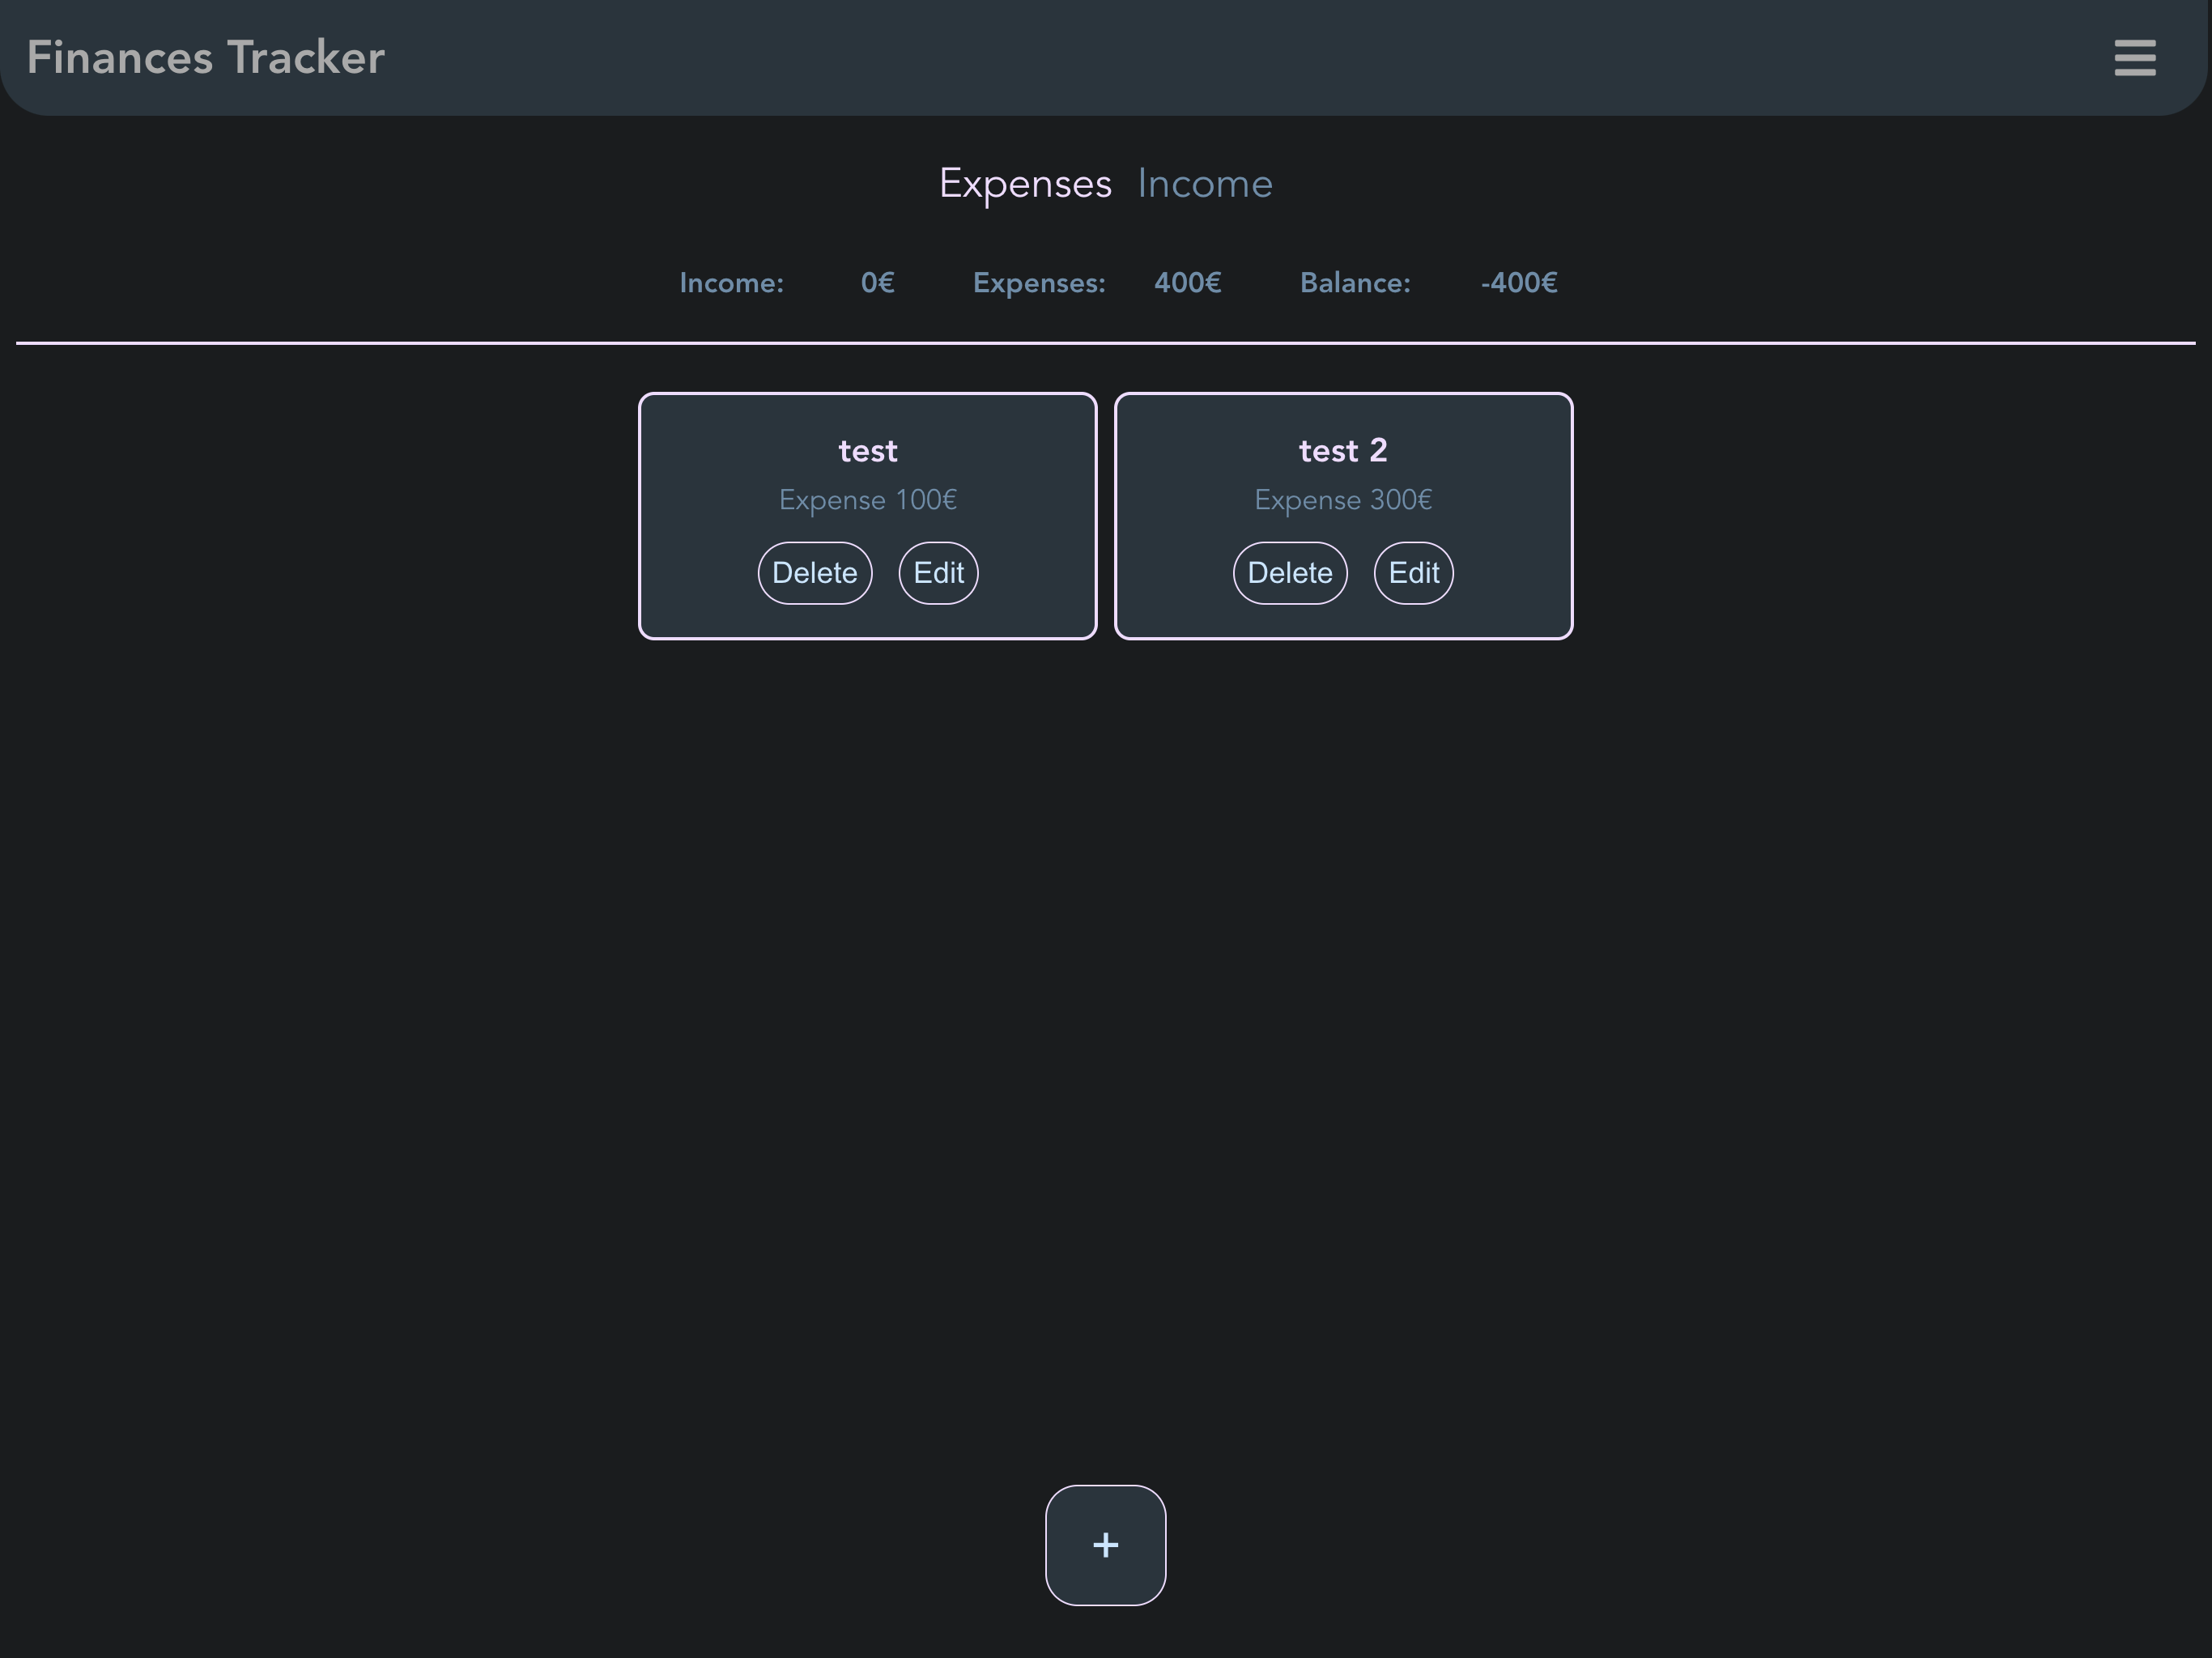 Finances Tracker
Expenses Income
Income: 0€ Expenses: 400€ Balance: -400€
test
Expense 100€
Delete Edit
test 2
Expense 300€
Delete Edit
+